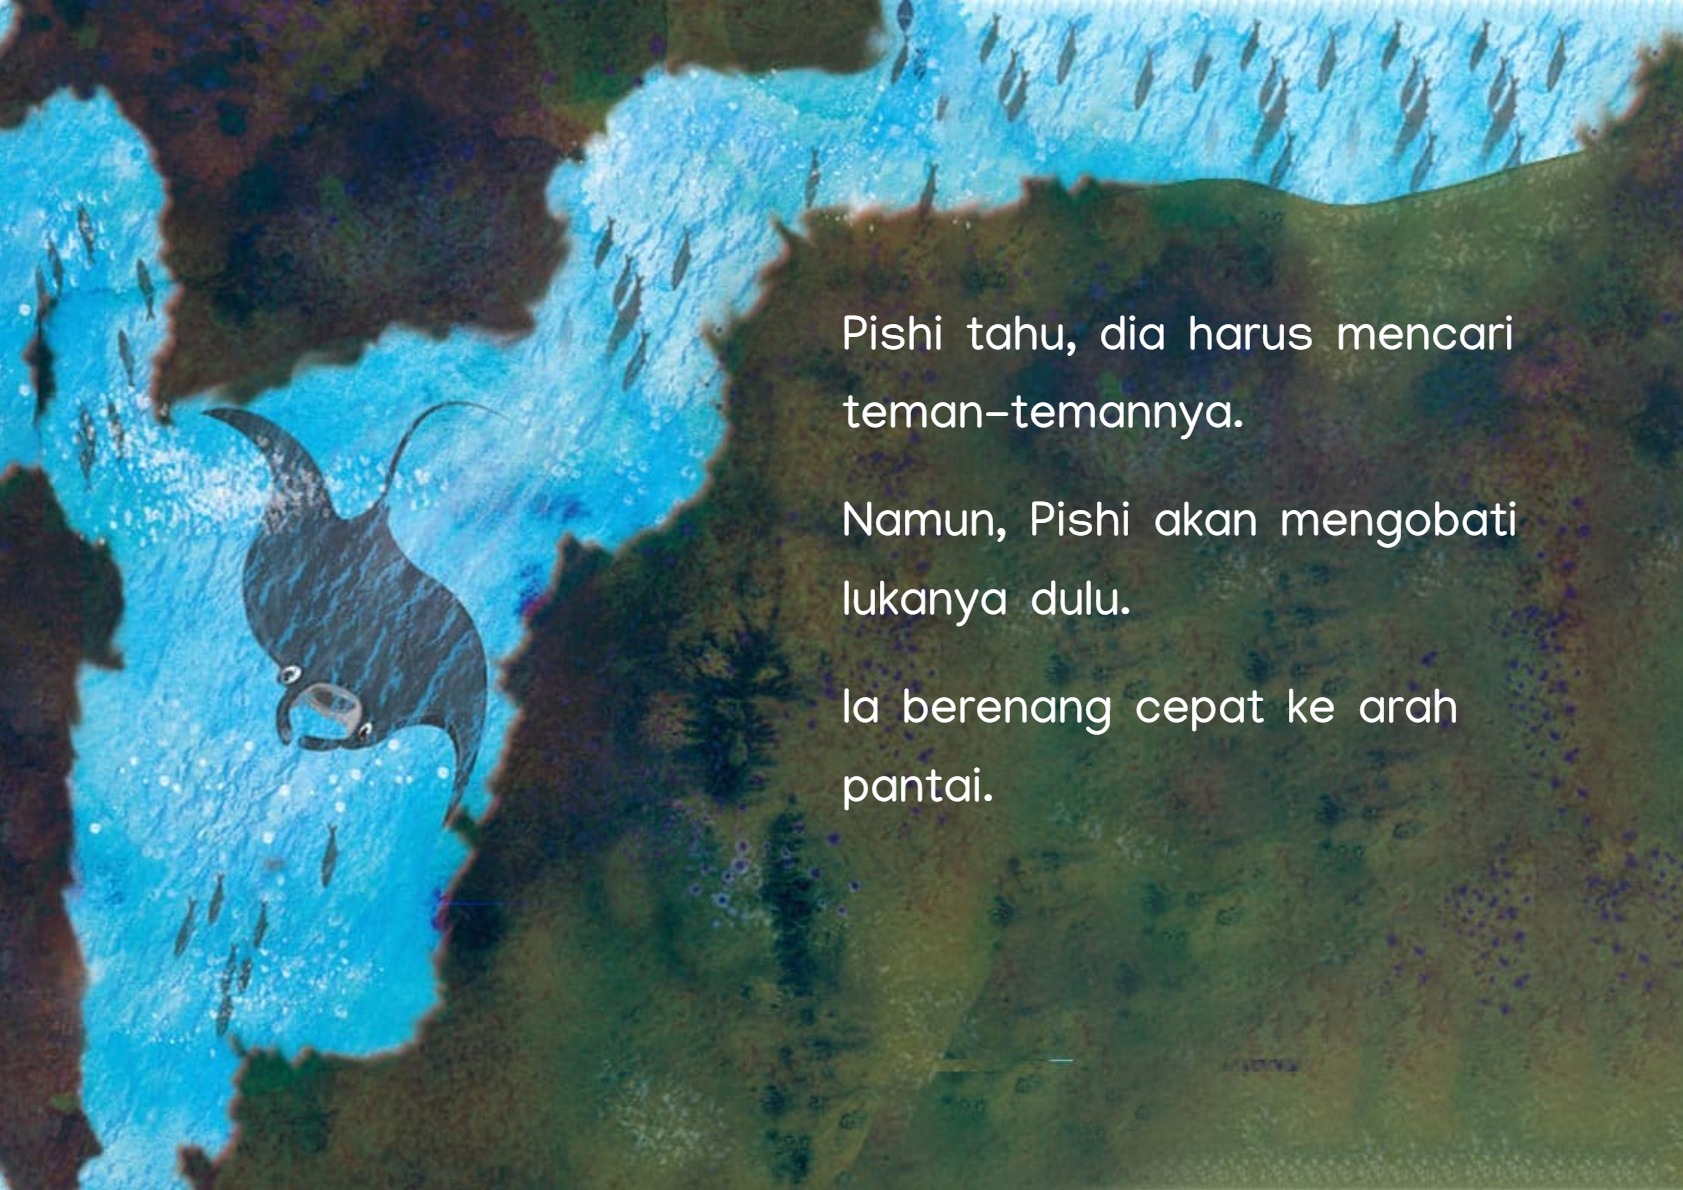 Pishi tahu, dia harus mencari
teman-temannya.
Namun, Pishi akan mengobati
lukanya dulu.
Ia berenang cepat ke arah
pantai.